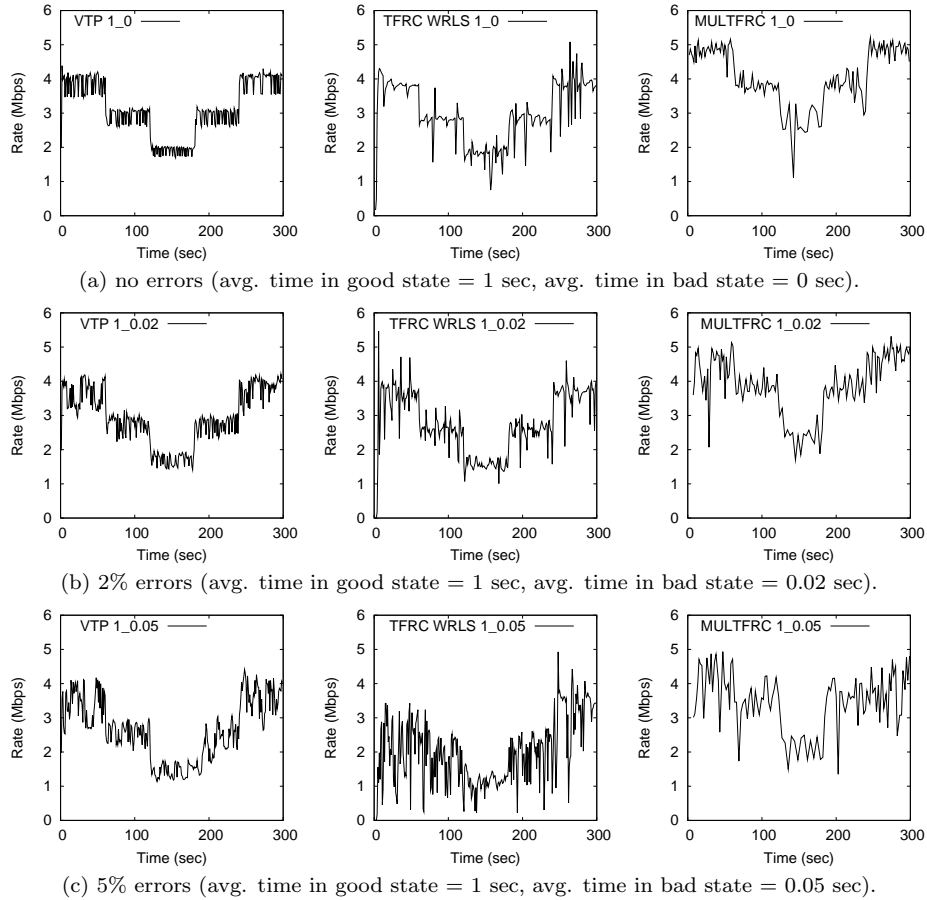 VTP 1_0
TFRC WRLS 1_0
MULTFRC 1_0
Rate (Mbps)
Rate (Mbps)
Rate (Mbps)
6
5
4
3
2
1
0
6
5
4
3
2
1
0
6
5
4
3
2
1
0
0 100 200 300
0 100 200 300
0 100 200 300
Time (sec)
Time (sec)
Time (sec)
(a) no errors (avg. time in good state = 1 sec, avg. time in bad state = 0 sec).
VTP 1_0.02
TFRC WRLS 1_0.02
MULTFRC 1_0.02
Rate (Mbps)
Rate (Mbps)
Rate (Mbps)
6
5
4
3
2
1
0
6
5
4
3
2
1
0
6
5
4
3
2
1
0
0 100 200 300
0 100 200 300
0 100 200 300
Time (sec)
Time (sec)
Time (sec)
(b) 2% errors (avg. time in good state = 1 sec, avg. time in bad state = 0.02 sec).
VTP 1_0.05
TFRC WRLS 1_0.05
MULTFRC 1_0.05
Rate (Mbps)
Rate (Mbps)
Rate (Mbps)
6
5
4
3
2
1
0
6
5
4
3
2
1
0
6
5
4
3
2
1
0
0 100 200 300
0 100 200 300
0 100 200 300
Time (sec)
Time (sec)
Time (sec)
(c) 5% errors (avg. time in good state = 1 sec, avg. time in bad state = 0.05 sec).